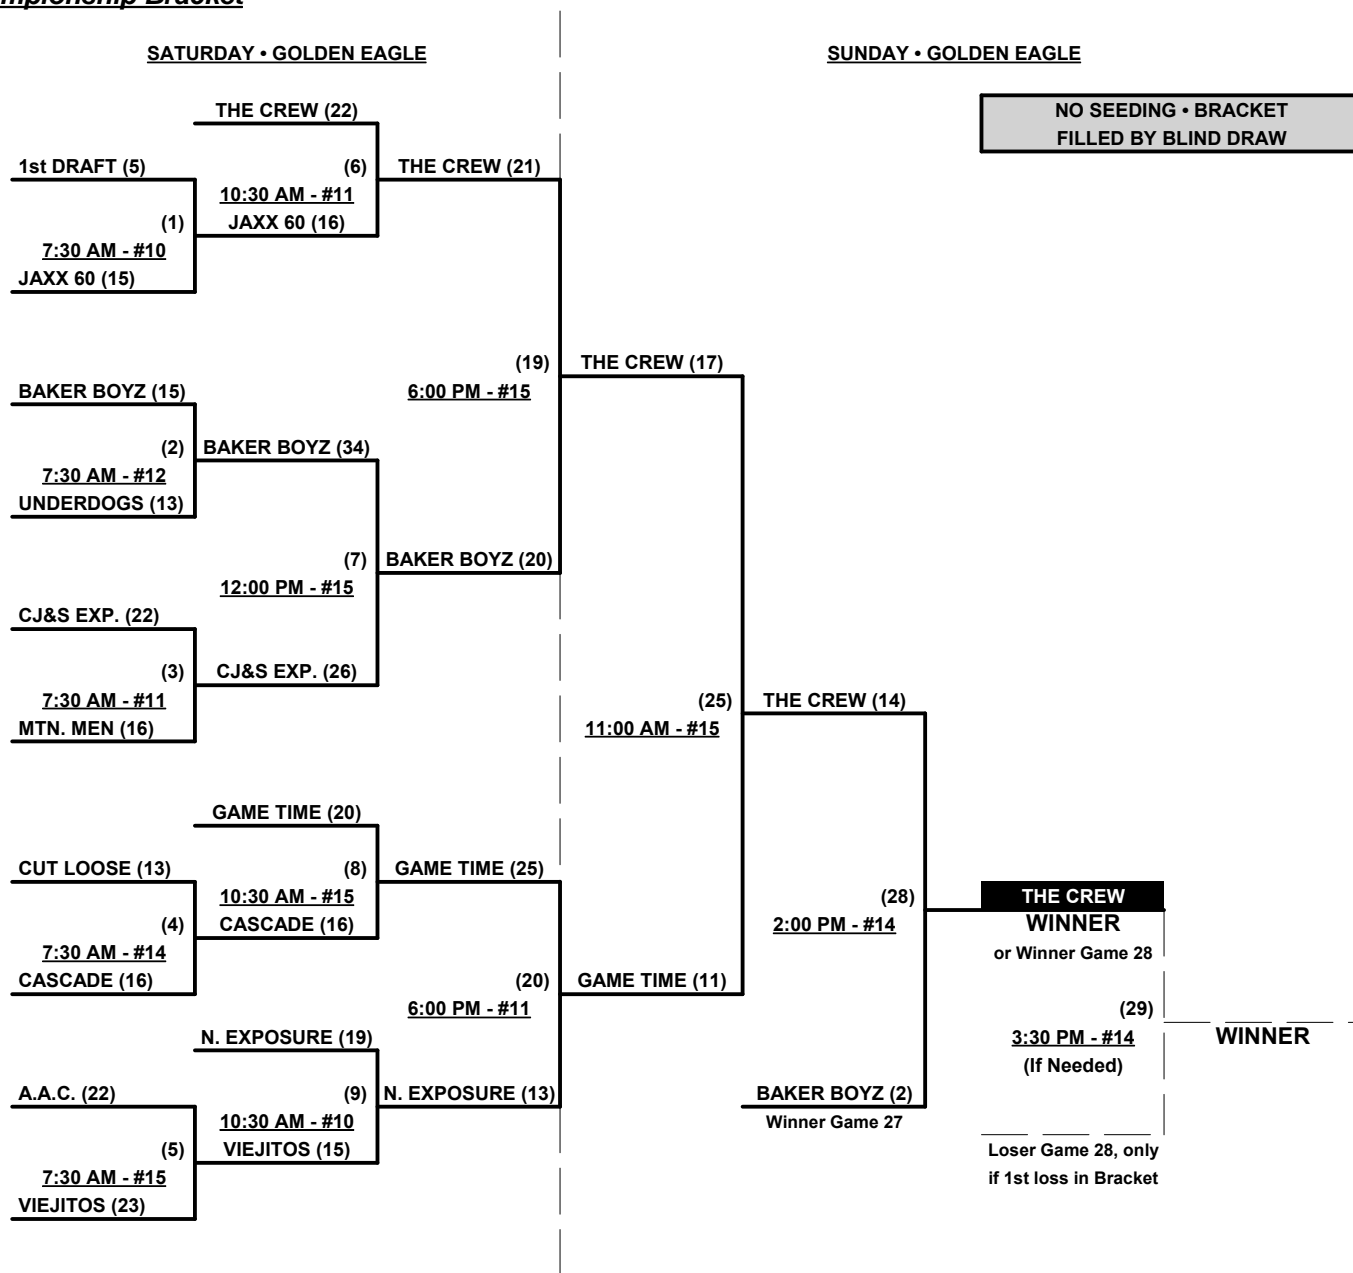 SATURDAY • GOLDEN EAGLE
SUNDAY • GOLDEN EAGLE
NO SEEDING • BRACKET
FILLED BY BLIND DRAW
THE CREW (22)
1st DRAFT (5)
(6)
THE CREW (21)
10:30 AM - #11
(1)
JAXX 60 (16)
7:30 AM - #10
JAXX 60 (15)
(19)
THE CREW (17)
BAKER BOYZ (15)
6:00 PM - #15
(2)
BAKER BOYZ (34)
7:30 AM - #12
UNDERDOGS (13)
(7)
BAKER BOYZ (20)
12:00 PM - #15
CJ&S EXP. (22)
(3)
CJ&S EXP. (26)
7:30 AM - #11
(25)
THE CREW (14)
MTN. MEN (16)
11:00 AM - #15
GAME TIME (20)
CUT LOOSE (13)
(8)
GAME TIME (25)
10:30 AM - #15
(28)
THE CREW
(4)
CASCADE (16)
2:00 PM - #14
WINNER
7:30 AM - #14
or Winner Game 28
CASCADE (16)
(20)
GAME TIME (11)
6:00 PM - #11
(29)
N. EXPOSURE (19)
3:30 PM - #14
WINNER
(If Needed)
A.A.C. (22)
(9)
N. EXPOSURE (13)
BAKER BOYZ (2)
10:30 AM - #10
Winner Game 27
(5)
VIEJITOS (15)
Loser Game 28, only
7:30 AM - #15
if 1st loss in Bracket
VIEJITOS (23)